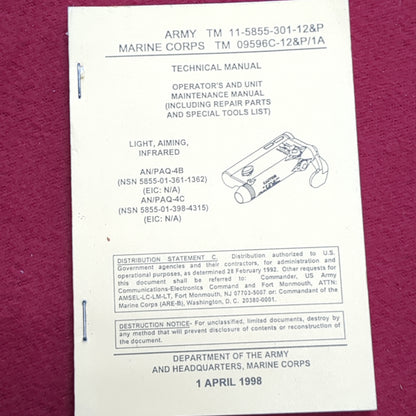 ARMY TM 11-5855-301-12&P
MARINE CORPS TM 09596C-12&P/1A
TECHNICAL MANUAL
OPERATOR'S AND UNIT
MAINTENANCE MANUAL
(INCLUDING REPAIR PARTS
AND SPECIAL TOOLS LIST)
LIGHT, AIMING,
INFRARED
AN/PAQ-4B
(NSN 5855-01-361-1362)
(EIC: N/A)
AN/PAQ-4C
(NSN 5855-01-398-4315)
(EIC: N/A)
DISTRIBUTION STATEMENT C. Distribution authorized to U.S.
Government agencies and their contractors, for administration and
operational purposes, as determined 28 February 1992. Other requests for
this document shall be referred to: Commander, US Army
Communications-Electronics Command and Fort Monmouth, ATTN:
AMSEL-LC-LM-LT, Fort Monmouth, NJ 07703-5007 or: Commandant of the
Marine Corps (ARE-B), Washington, D. C. 20380-0001.
DESTRUCTION NOTICE- For unclassified, limited documents, destroy by
any method that will prevent disclosure of contents or reconstruction of
the document.
DEPARTMENT OF THE ARMY
AND HEADQUARTERS, MARINE CORPS
1 APRIL 1998